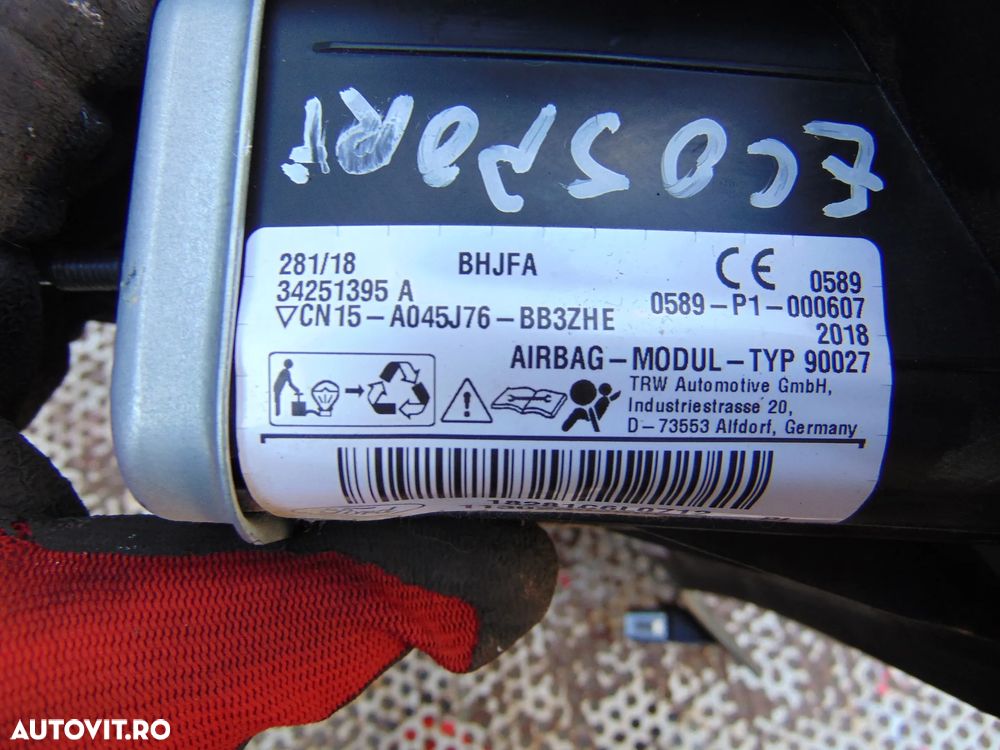 ECOSPORT
281/18 BHJFA CE 0589
34251395 A 0589-P1-000607
▽CN15-A045J76-BB3ZHE 2018
AIRBAG-MODUL-TYP 90027
TRW Automotive GmbH,
Industriestrasse 20,
D-73553 Alfdorf, Germany
Ford
AUTOVIT.RO